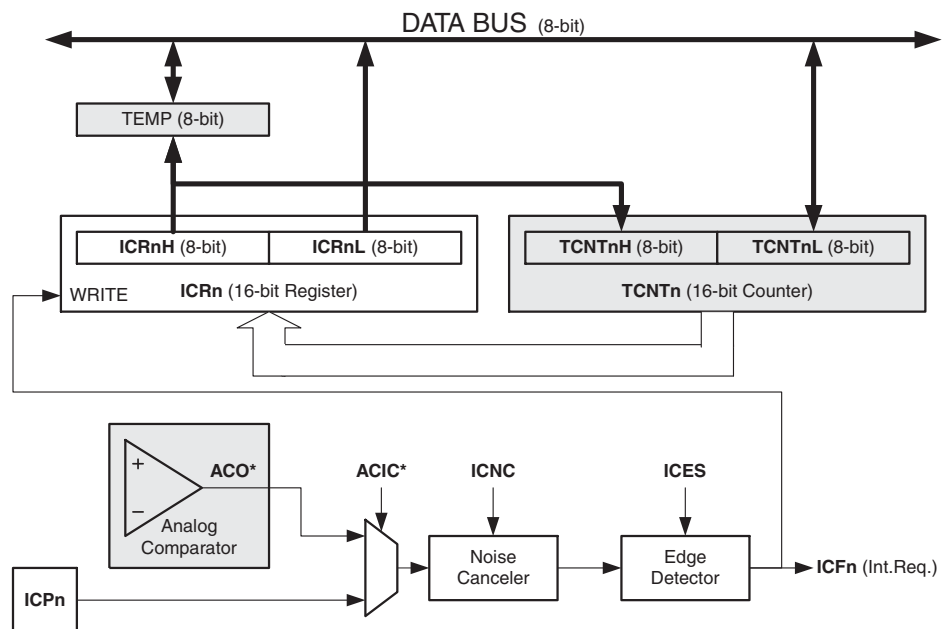 DATA BUS (8-bit)
TEMP (8-bit)
ICRnH (8-bit) ICRnL (8-bit)
TCNTnH (8-bit) TCNTnL (8-bit)
WRITE ICRn (16-bit Register)
TCNTn (16-bit Counter)
+
ACO*
ACIC*
ICNC
ICES
−
Analog
Comparator
Noise
Canceler
Edge
Detector
ICFn (Int.Req.)
ICPn